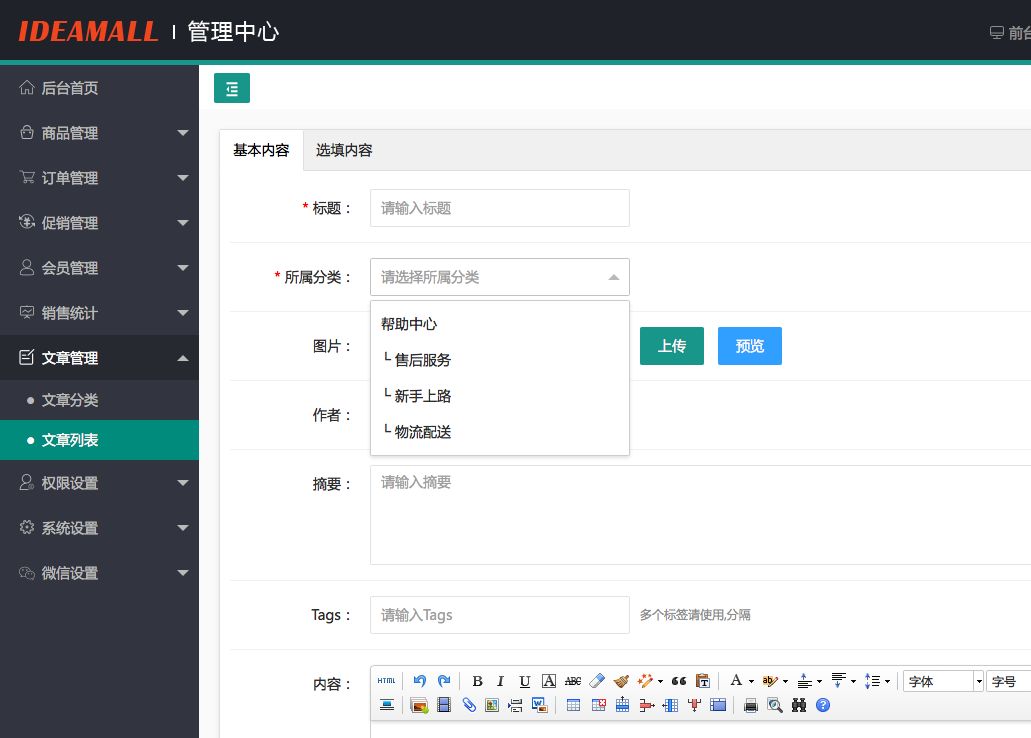 IDEAMALL | 管理中心
前台
后台首页
商品管理
订单管理
促销管理
会员管理
销售统计
文章管理
文章分类
文章列表
权限设置
系统设置
微信设置
基本内容 选填内容
* 标题：
请输入标题
* 所属分类：
请选择所属分类
帮助中心
└ 售后服务
└ 新手上路
└ 物流配送
图片：
上传 预览
作者：
摘要：
请输入摘要
Tags：
请输入Tags
多个标签请使用,分隔
内容：
HTML B I U A ABC T A ab 字体 字号
W ?